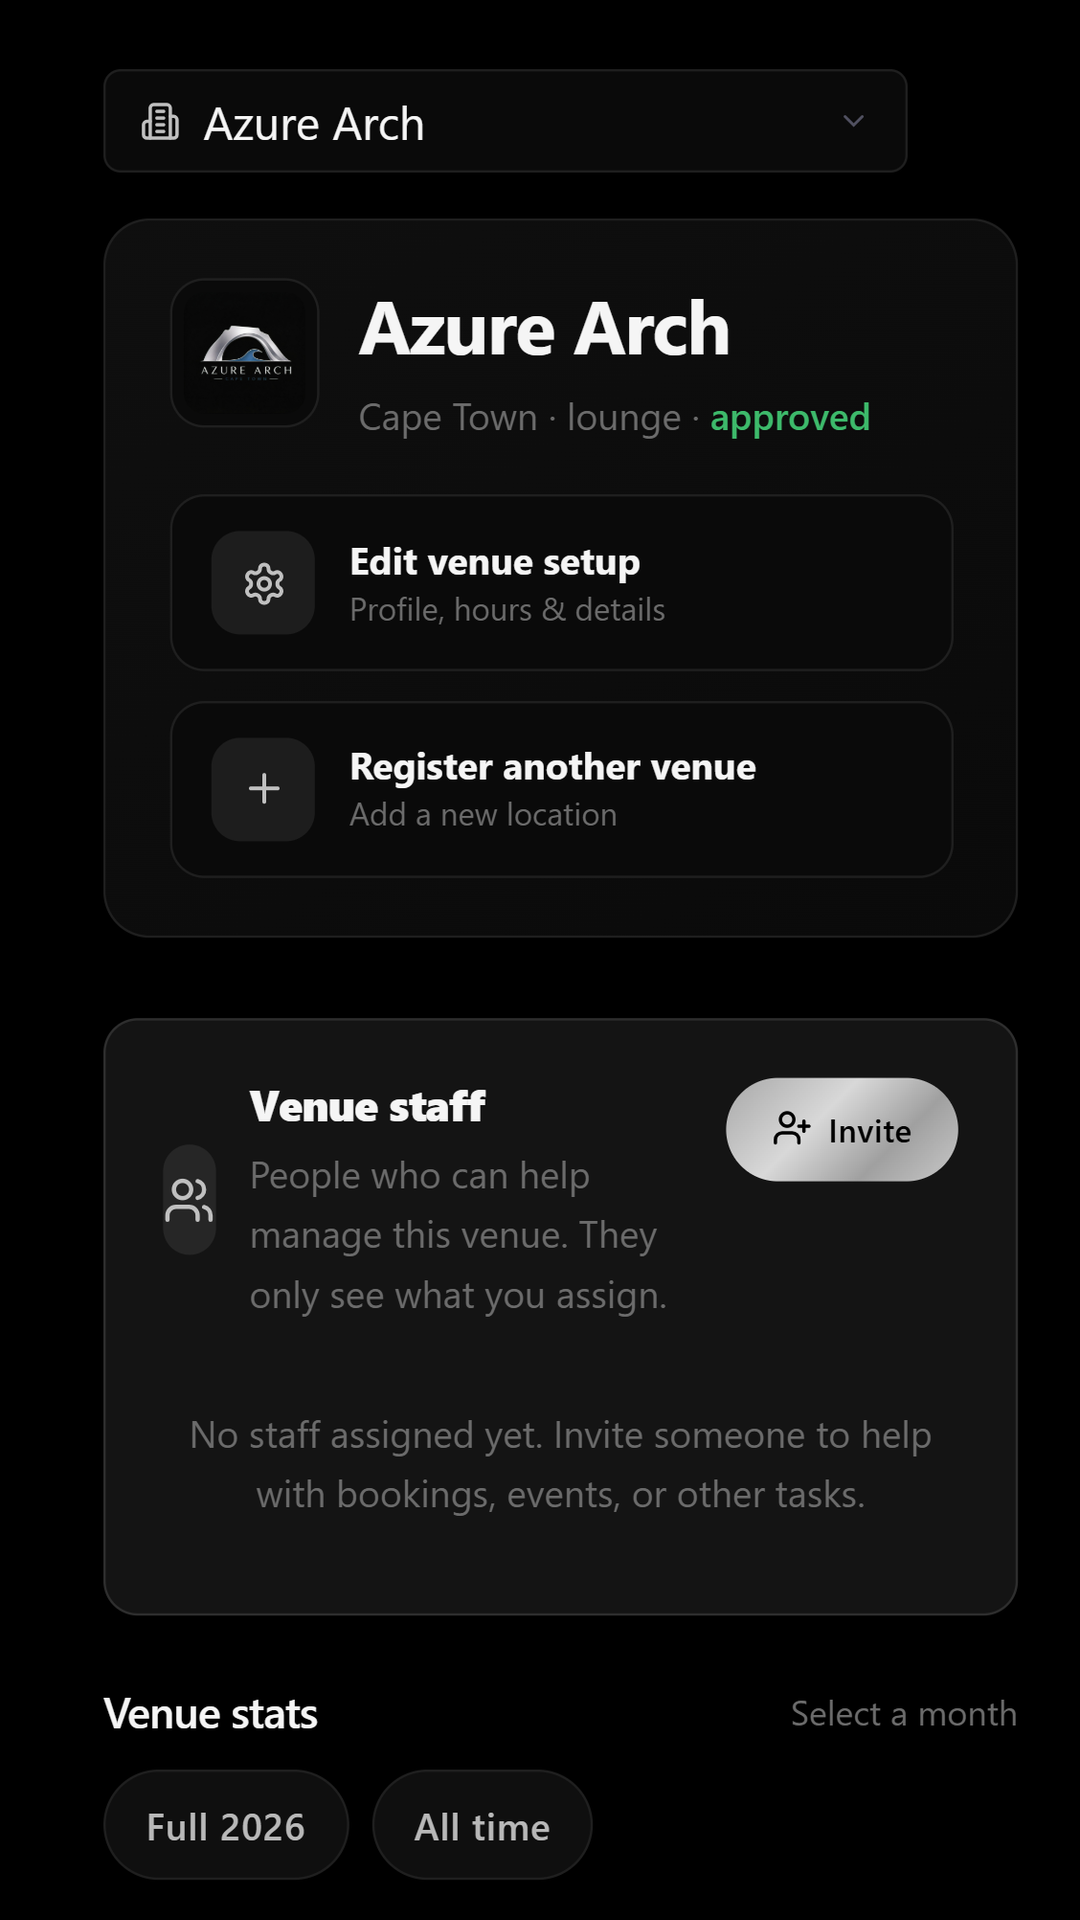 Azure Arch
AZURE ARCH
Azure Arch
Cape Town · lounge · approved
Edit venue setup
Profile, hours & details
Register another venue
Add a new location
Venue staff
Invite
People who can help
manage this venue. They
only see what you assign.
No staff assigned yet. Invite someone to help
with bookings, events, or other tasks.
Venue stats
Select a month
Full 2026
All time